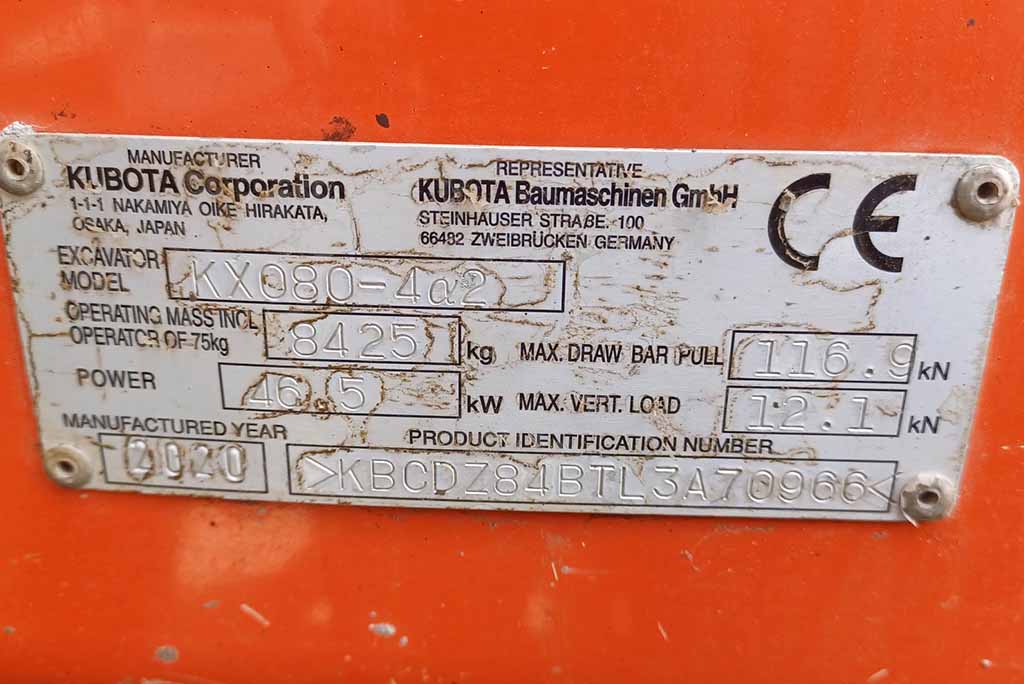 MANUFACTURER
KUBOTA Corporation
1-1-1 NAKAMIYA OIKE HIRAKATA,
OSAKA, JAPAN
REPRESENTATIVE
KUBOTA Baumaschinen GmbH
STEINHAUSER STRAßE. 100
66482 ZWEIBRÜCKEN GERMANY
CE
EXCAVATOR
MODEL KX080-4α2
OPERATING MASS INCL
OPERATOR OF 75kg 8425 kg
MAX. DRAW BAR PULL 116.9 kN
POWER 46.5 kW
MAX. VERT. LOAD 12.1 kN
MANUFACTURED YEAR
2020
PRODUCT IDENTIFICATION NUMBER
>KBCDZ84BTL3A70966<